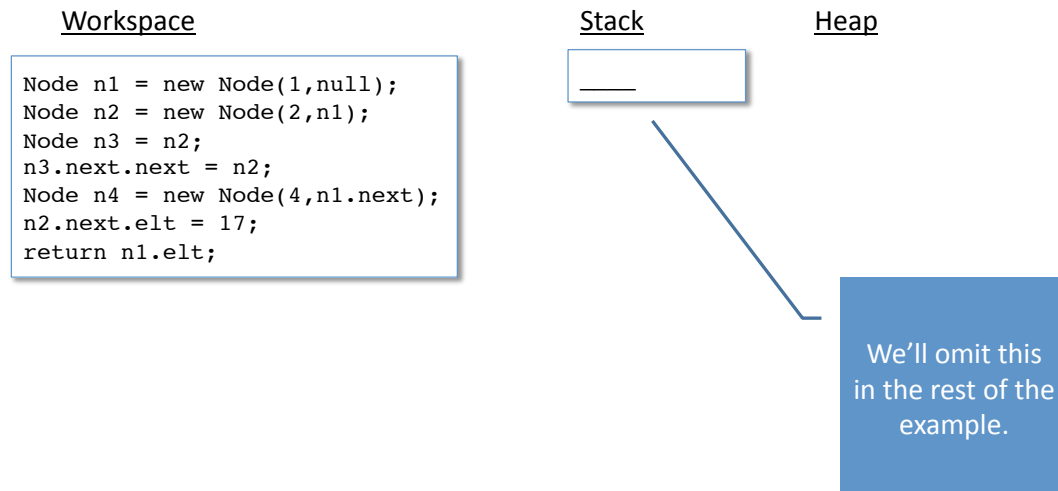 Workspace
Stack
Heap
Node n1 = new Node(1,null);
Node n2 = new Node(2,n1);
Node n3 = n2;
n3.next.next = n2;
Node n4 = new Node(4,n1.next);
n2.next.elt = 17;
return n1.elt;
____
We’ll omit this
in the rest of the
example.